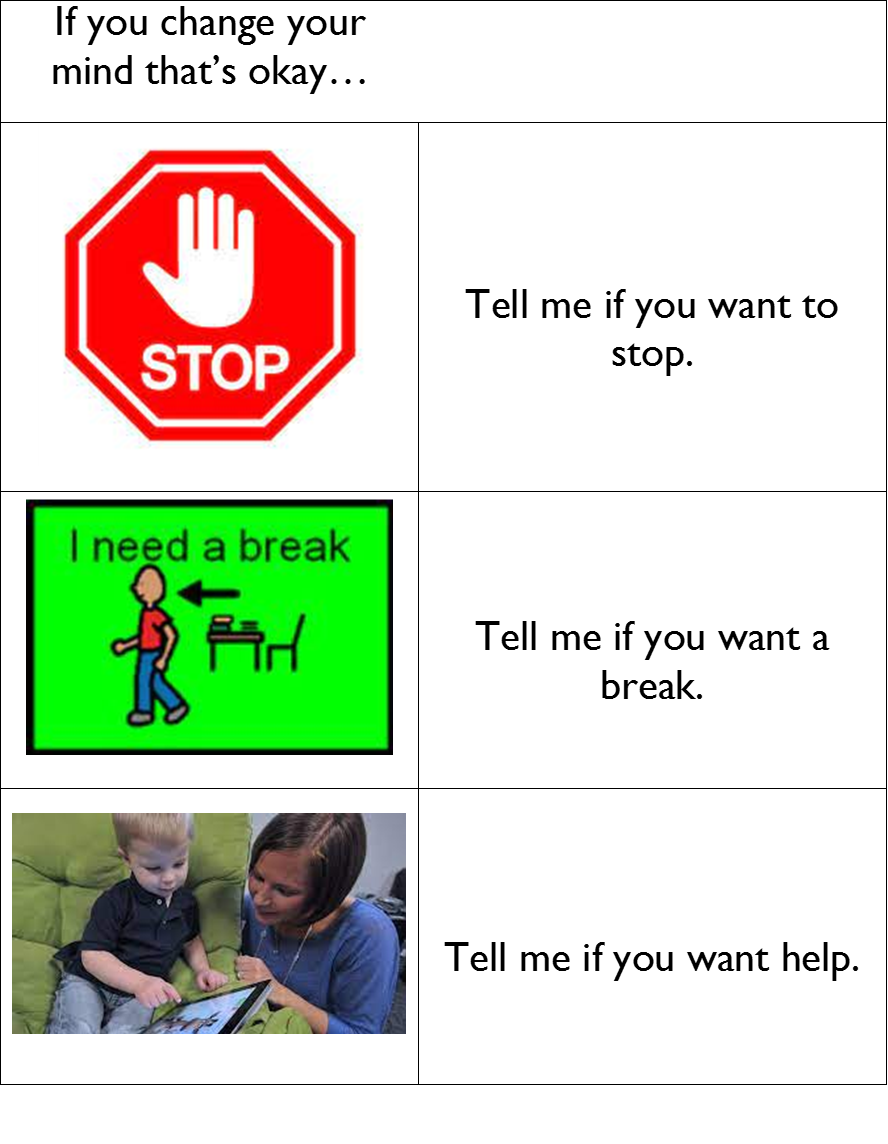 If you change your
mind that’s okay…
STOP
Tell me if you want to
stop.
I need a break
Tell me if you want a
break.
Tell me if you want help.